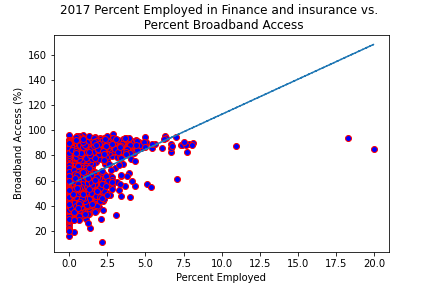 2017 Percent Employed in Finance and insurance vs.
Percent Broadband Access
160
140
120
100
80
60
40
20
Broadband Access (%)
0.0 2.5 5.0 7.5 10.0 12.5 15.0 17.5 20.0
Percent Employed